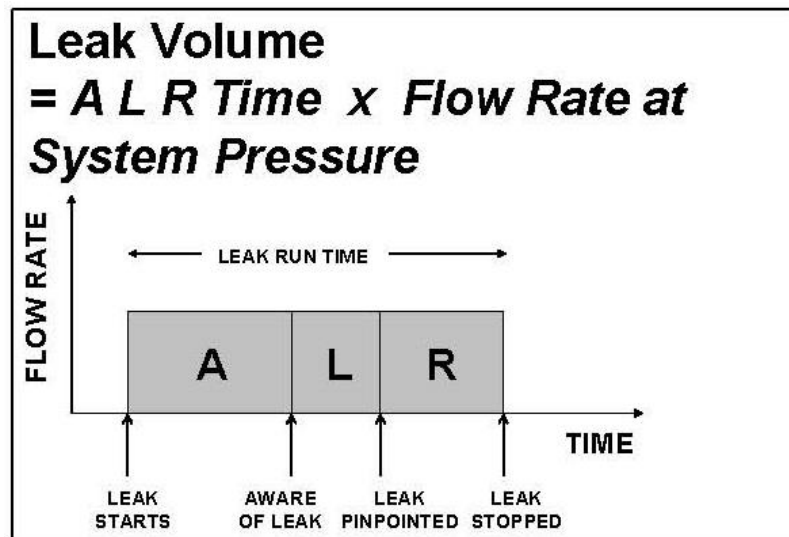 Leak Volume
= A L R Time x Flow Rate at
System Pressure
FLOW RATE
LEAK RUN TIME
A L R
TIME
LEAK STARTS
AWARE OF LEAK
LEAK PINPOINTED
LEAK STOPPED